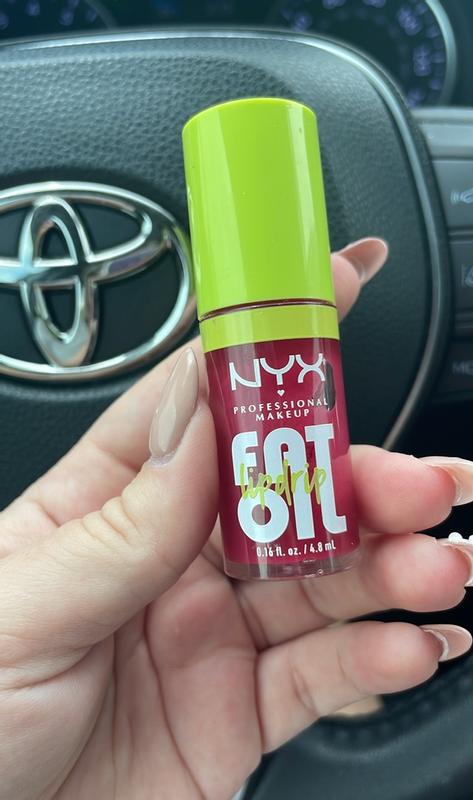 NYX
PROFESSIONAL
MAKEUP
FAT
lip drip
OIL
0.16 fl. oz. / 4.8 mL